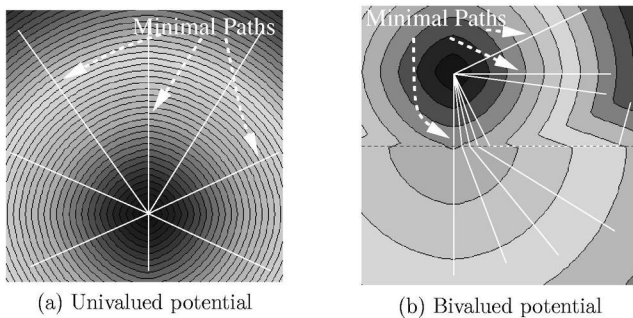 Minimal Paths
Minimal Paths
(a) Univalued potential
(b) Bivalued potential